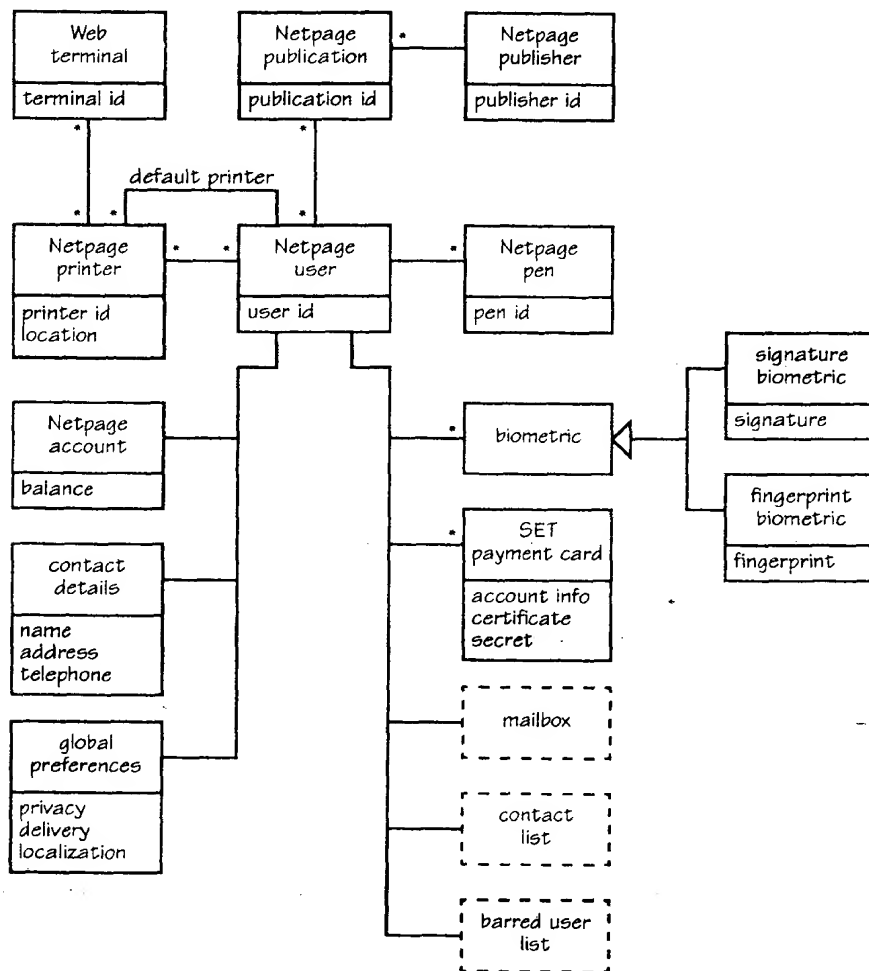 Web
terminal
terminal id
Netpage
publication
publication id
*
Netpage
publisher
publisher id
*
*
default printer
*
*
*
Netpage
printer
printer id
location
*
*
Netpage
user
user id
*
Netpage
pen
pen id
Netpage
account
balance
*
biometric
signature
biometric
signature
fingerprint
biometric
fingerprint
contact
details
name
address
telephone
*
SET
payment card
account info
certificate
secret
global
preferences
privacy
delivery
localization
mailbox
contact
list
barred user
list